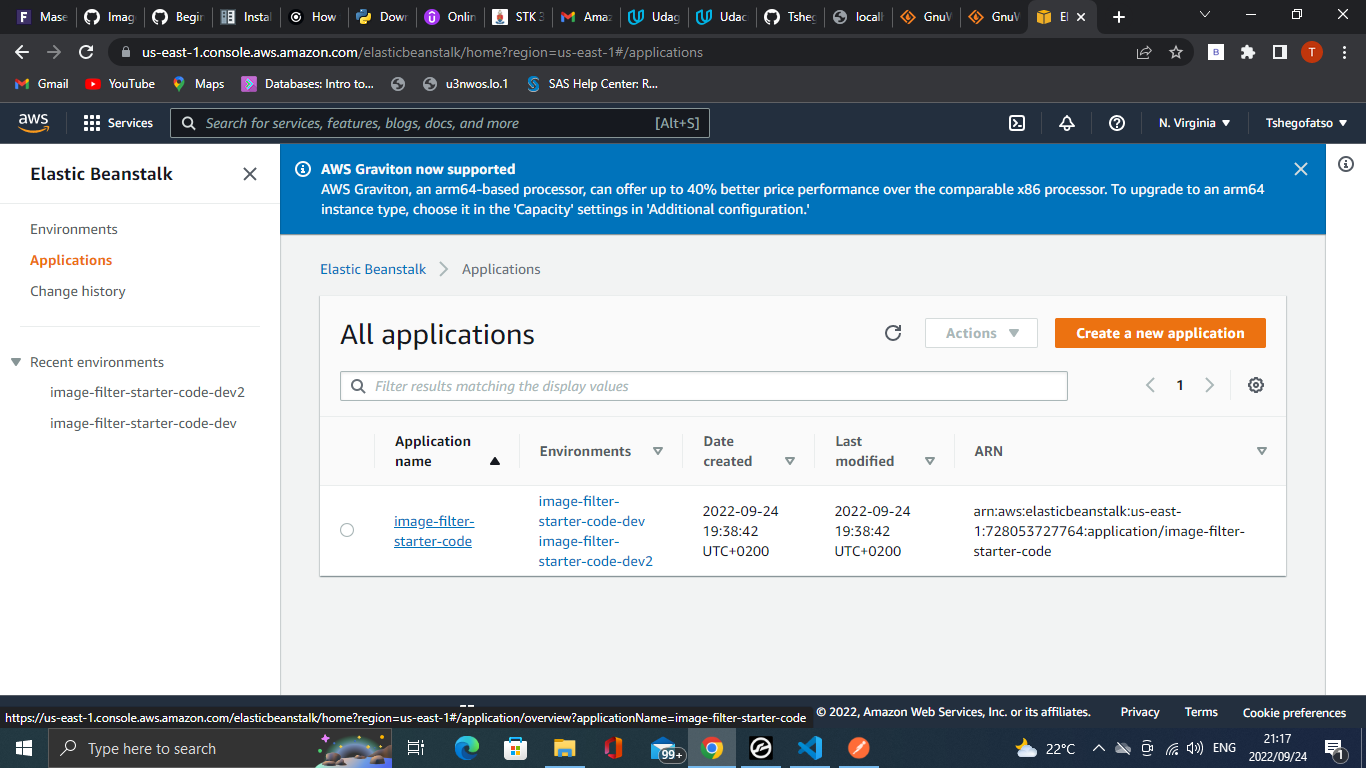 Mase
Imag
Begir
Instal
How
Dowr
Onlin
STK 3
Amaz
Udag
Udac
Tsheg
locall
GnuV
GnuV
El
us-east-1.console.aws.amazon.com/elasticbeanstalk/home?region=us-east-1#/applications
T
Gmail
YouTube
Maps
Databases: Intro to...
u3nwos.lo.1
SAS Help Center: R...
aws
Services
Search for services, features, blogs, docs, and more
[Alt+S]
N. Virginia
Tshegofatso
Elastic Beanstalk
Environments
Applications
Change history
Recent environments
image-filter-starter-code-dev2
image-filter-starter-code-dev
AWS Graviton now supported
AWS Graviton, an arm64-based processor, can offer up to 40% better price performance over the comparable x86 processor. To upgrade to an arm64
instance type, choose it in the 'Capacity' settings in 'Additional configuration.'
Elastic Beanstalk
Applications
All applications
Actions
Create a new application
Filter results matching the display values
1
Application
name
Environments
Date
created
Last
modified
ARN
image-filter-
starter-code
image-filter-
starter-code-dev
image-filter-
starter-code-dev2
2022-09-24
19:38:42
UTC+0200
2022-09-24
19:38:42
UTC+0200
arn:aws:elasticbeanstalk:us-east-
1:728053727764:application/image-filter-
starter-code
https://us-east-1.console.aws.amazon.com/elasticbeanstalk/home?region=us-east-1#/application/overview?applicationName=image-filter-starter-code
© 2022, Amazon Web Services, Inc. or its affiliates.
Privacy
Terms
Cookie preferences
Type here to search
99+
22°C
ENG
21:17
2022/09/24
1